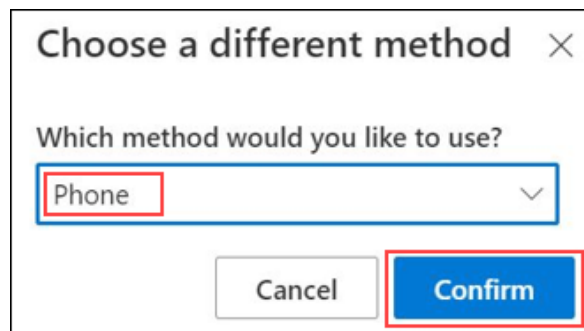 Choose a different method
Which method would you like to use?
Phone
Cancel Confirm